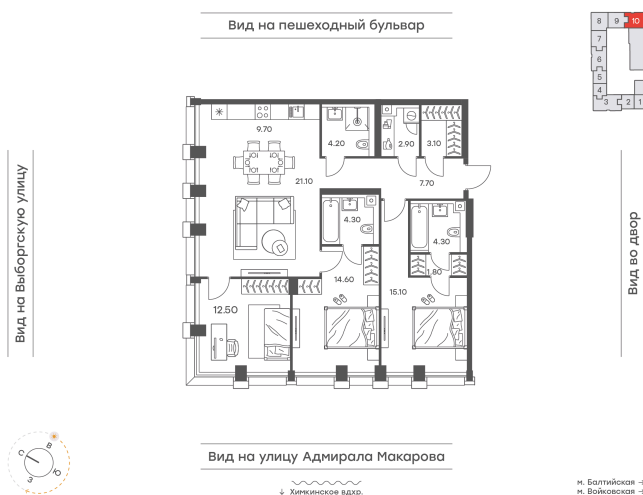 Вид на пешеходный бульвар
8 9 10
7
6
5
4
3 2 1
9.70
4.20
2.90
3.10
21.10
7.70
4.30
4.30
14.60
1.80
15.10
12.50
Вид на Выборгскую улицу
Вид во двор
Вид на улицу Адмирала Макарова
↓ Химкинское вдхр.
С
В
Ю
З
м. Балтийская
м. Войковская